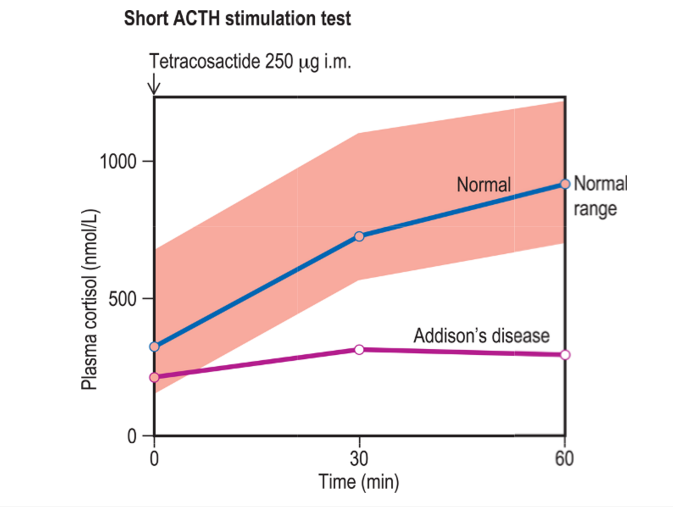 Short ACTH stimulation test
Tetracosactide 250 μg i.m.
Plasma cortisol (nmol/L)
1000
500
0
Normal
Normal
range
Addison's disease
0
30
60
Time (min)